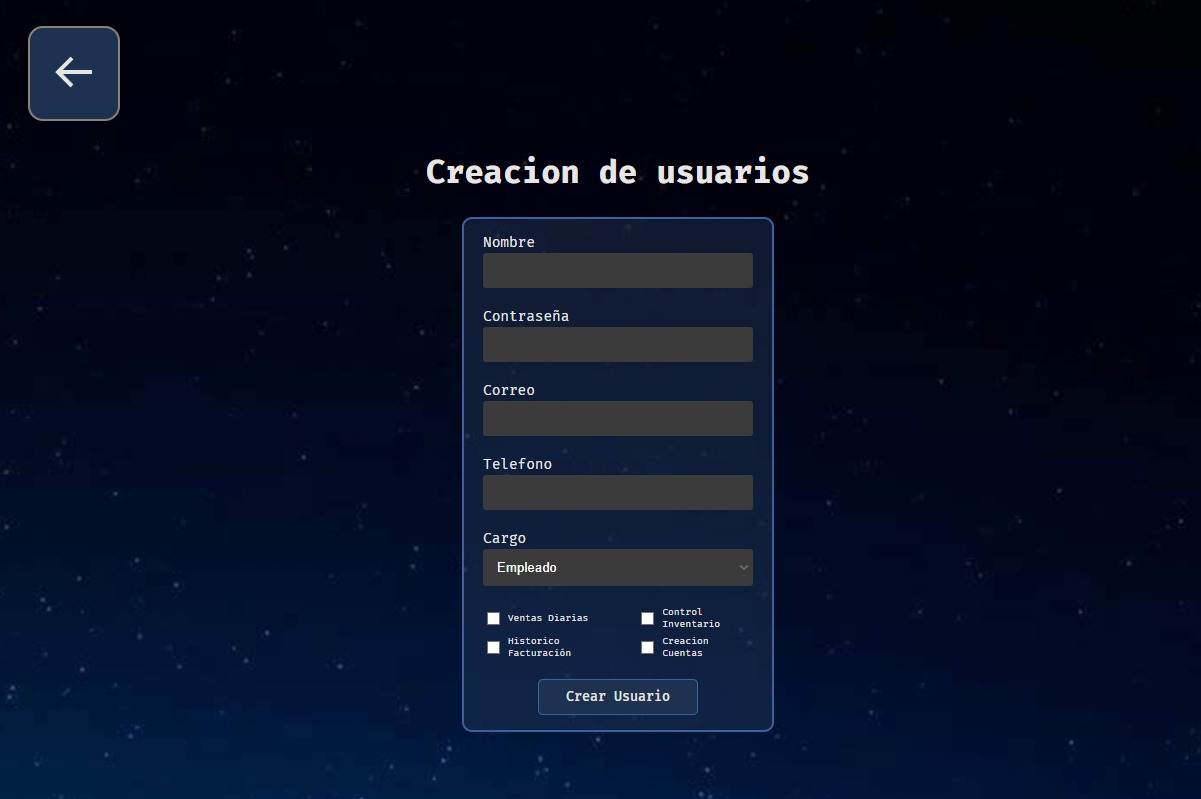 Creacion de usuarios
Nombre
Contraseña
Correo
Telefono
Cargo
Empleado
Ventas Diarias
Control
Inventario
Historico
Facturación
Creacion
Cuentas
Crear Usuario